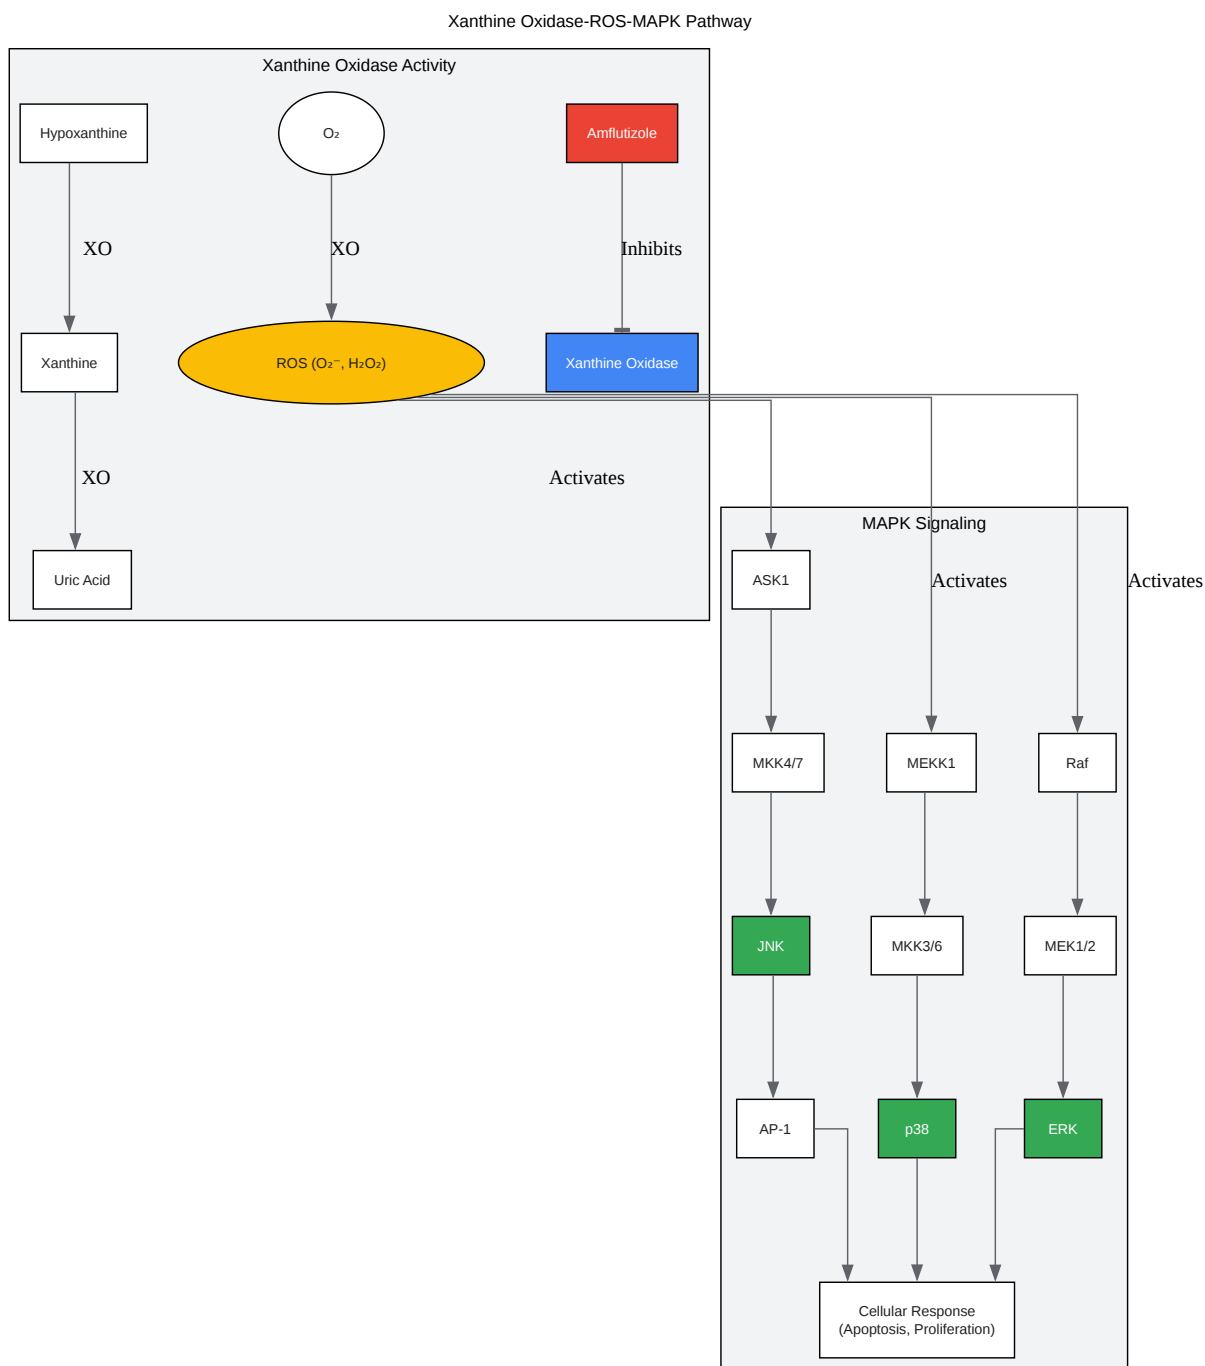 Xanthine Oxidase-ROS-MAPK Pathway
Xanthine Oxidase Activity
Hypoxanthine
O₂
Amflutizole
XO
XO
Inhibits
Xanthine
ROS (O₂⁻, H₂O₂)
Xanthine Oxidase
XO
Activates
MAPK Signaling
Uric Acid
ASK1
Activates
Activates
MKK4/7
MEKK1
Raf
JNK
MKK3/6
MEK1/2
AP-1
p38
ERK
Cellular Response
(Apoptosis, Proliferation)